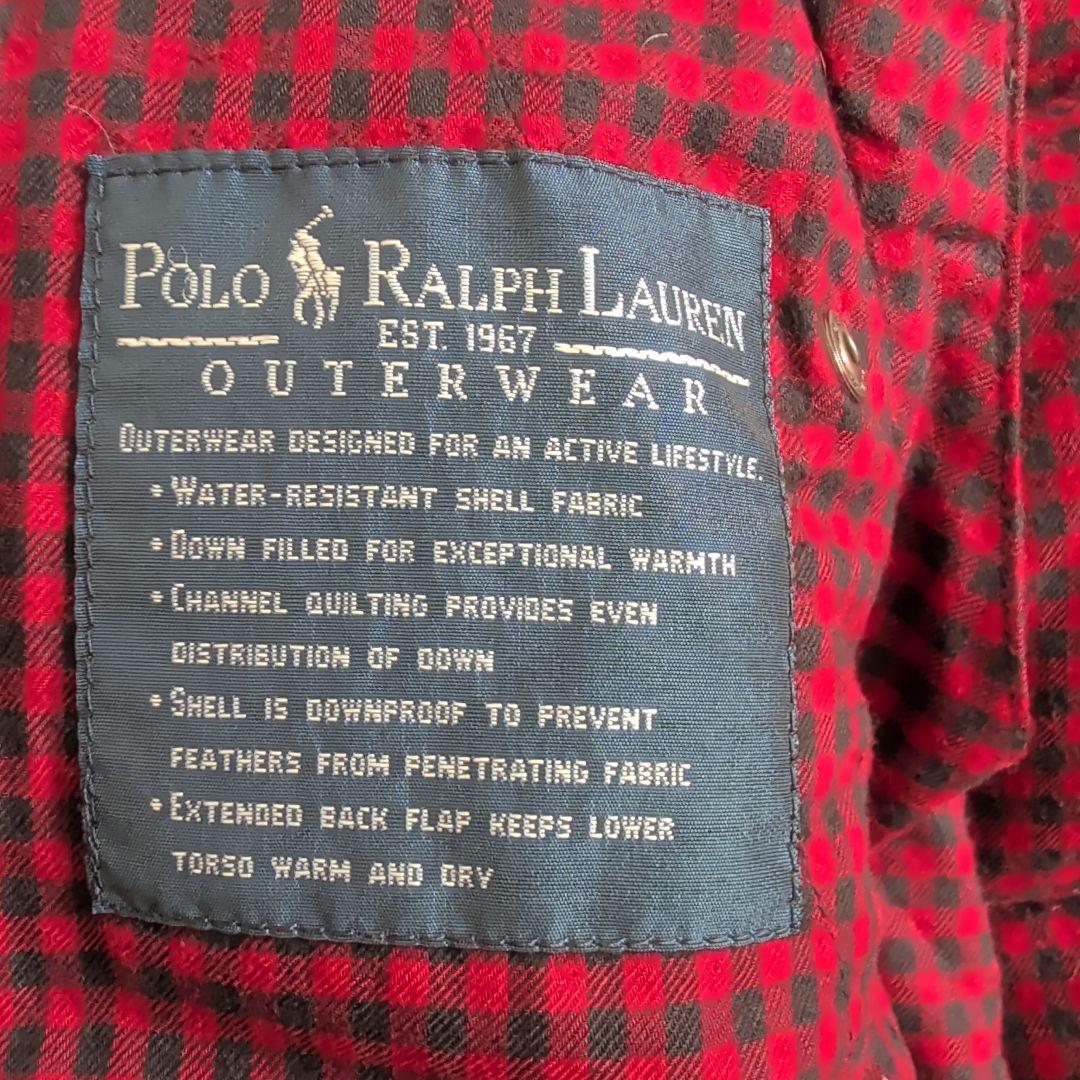 POLO RALPH LAUREN
EST. 1967
OUTERWEAR
OUTERWEAR DESIGNED FOR AN ACTIVE LIFESTYLE.
• WATER-RESISTANT SHELL FABRIC
• DOWN FILLED FOR EXCEPTIONAL WARMTH
• CHANNEL QUILTING PROVIDES EVEN
DISTRIBUTION OF DOWN
• SHELL IS DOWNPROOF TO PREVENT
FEATHERS FROM PENETRATING FABRIC
• EXTENDED BACK FLAP KEEPS LOWER
TORSO WARM AND DRY